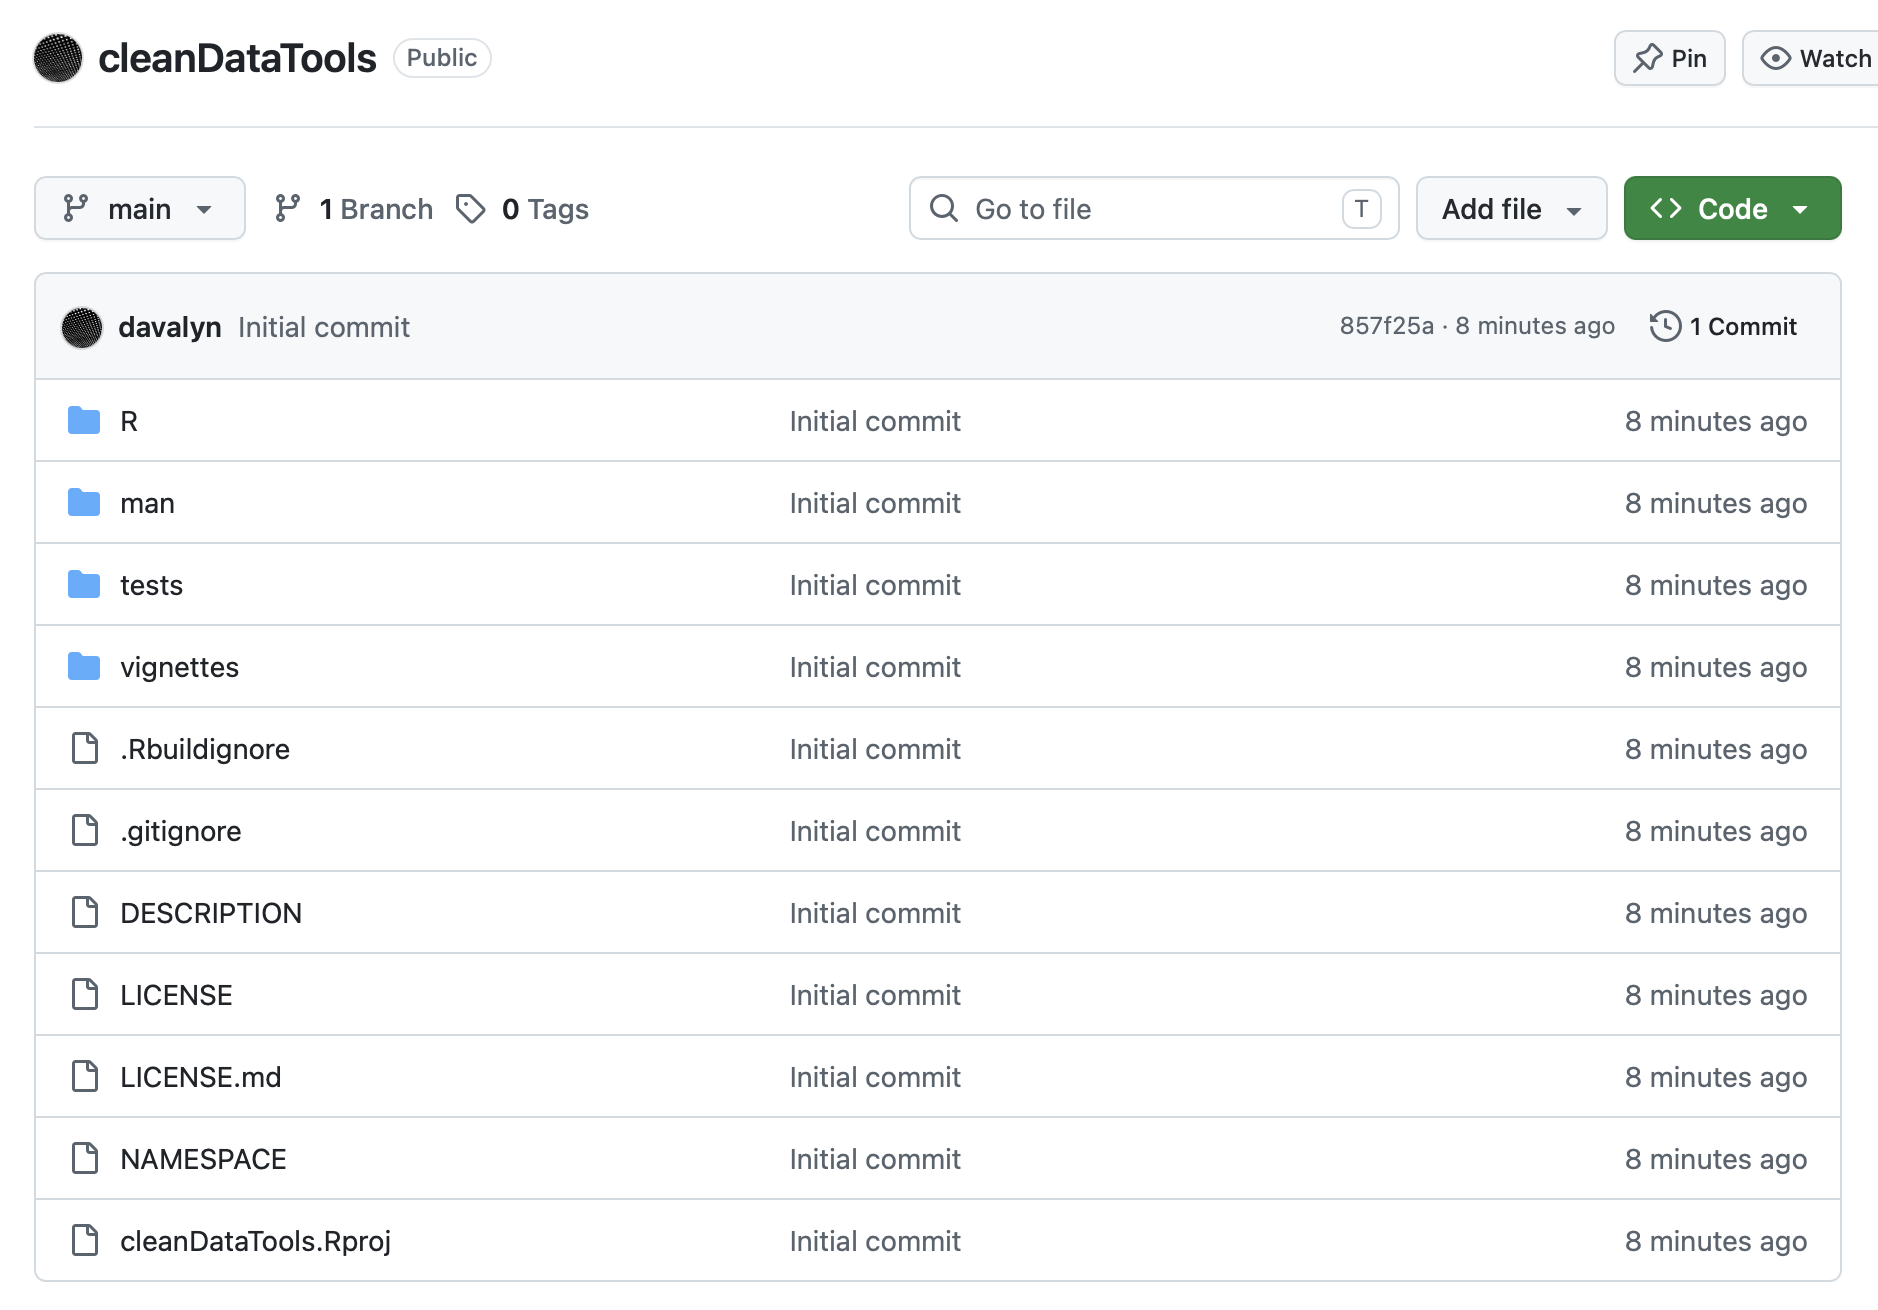 cleanDataTools Public Pin Watch
main 1 Branch 0 Tags Go to file T Add file Code
davalyn Initial commit 857f25a · 8 minutes ago 1 Commit
R Initial commit 8 minutes ago
man Initial commit 8 minutes ago
tests Initial commit 8 minutes ago
vignettes Initial commit 8 minutes ago
.Rbuildignore Initial commit 8 minutes ago
.gitignore Initial commit 8 minutes ago
DESCRIPTION Initial commit 8 minutes ago
LICENSE Initial commit 8 minutes ago
LICENSE.md Initial commit 8 minutes ago
NAMESPACE Initial commit 8 minutes ago
cleanDataTools.Rproj Initial commit 8 minutes ago